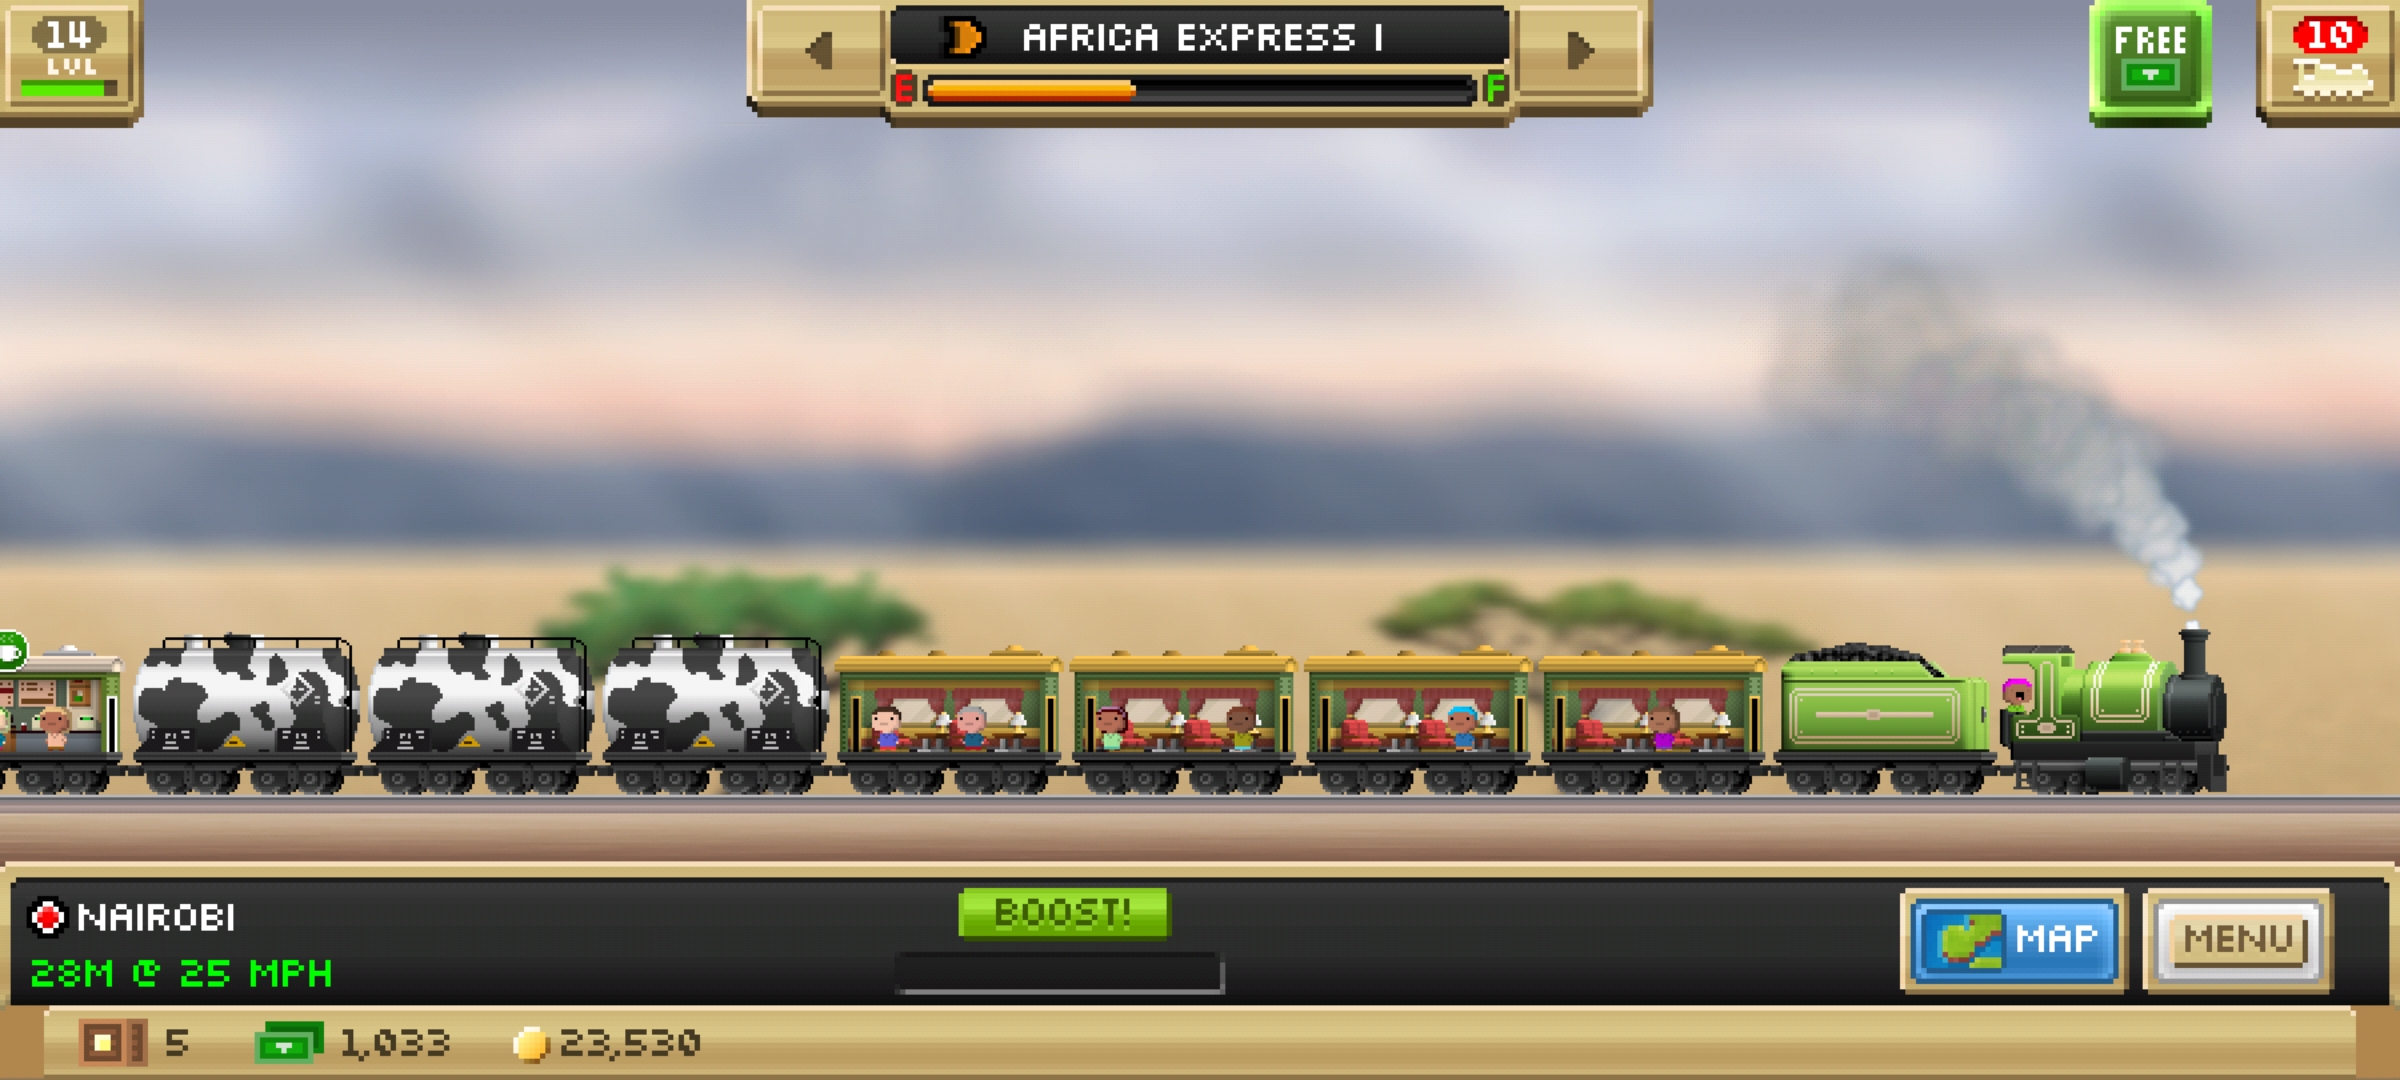 14
LVL
AFRICA EXPRESS I
E F
FREE
10
NAIROBI
28M @ 25 MPH
BOOST!
MAP
MENU
5
1,033
23,530